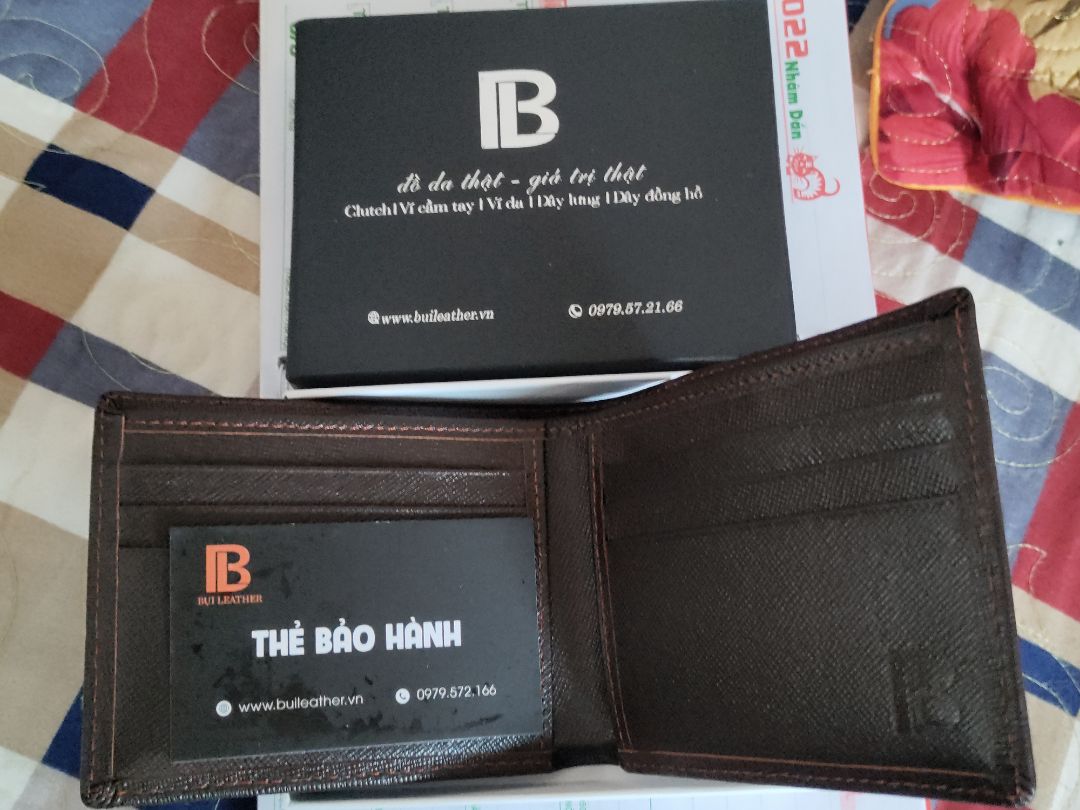 B
đồ da thật - giá trị thật
Clutch | Ví cầm tay | Ví da | Dây lưng | Dây đồng hồ
www.buileather.vn
0979.57.21.66
2022 Nhâm Dần
B
BỤI LEATHER
THẺ BẢO HÀNH
www.buileather.vn
0979.572.166